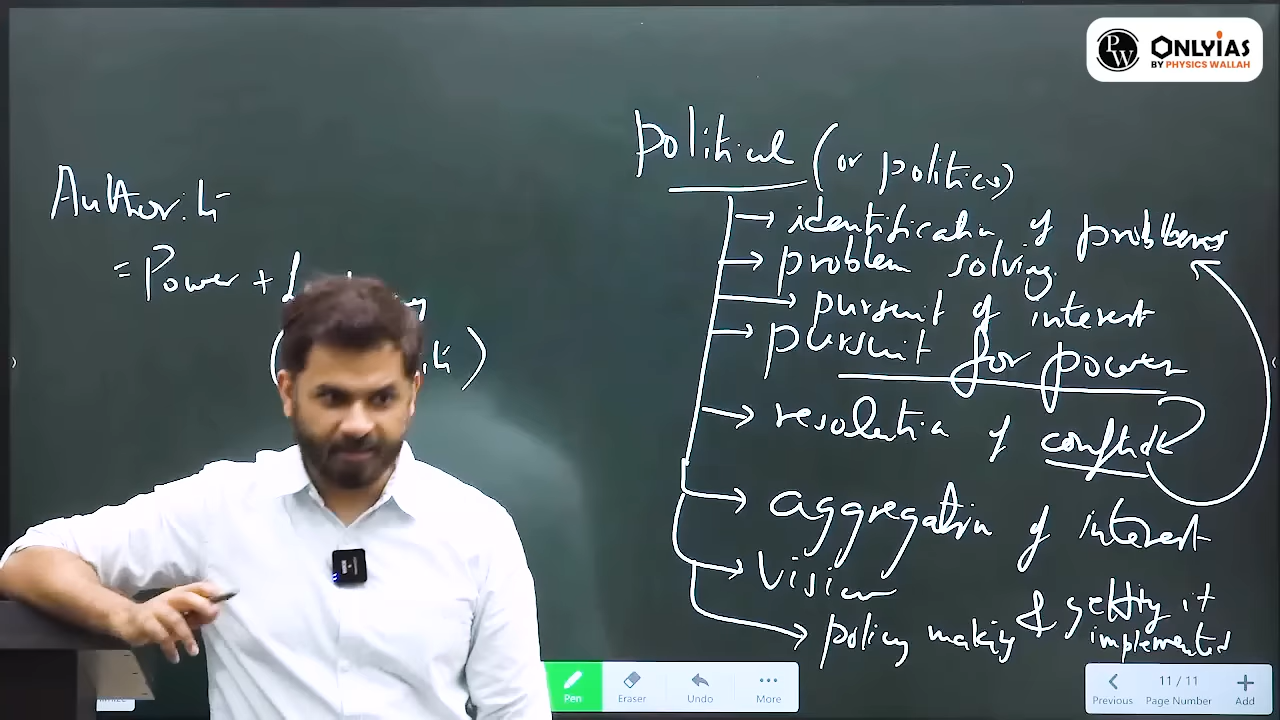 PW ONLYIAS
BY PHYSICS WALLAH
Political (or politics)
Authority
= Power +
identification of problems
problem solving
pursuit of interest
pursuit for power
resolution of conflict
aggregation of interest
Vision
policy making & getting it
implemented
Pen
Eraser
Undo
More
Previous
11 / 11
Page Number
Add